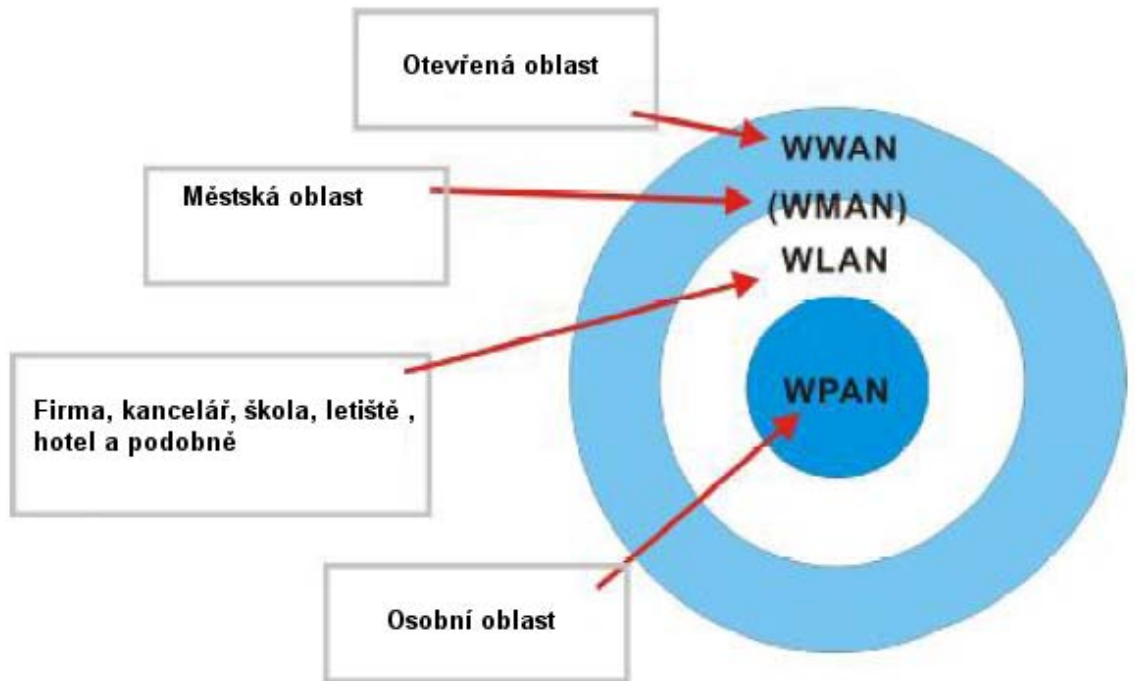 Otevřená oblast
WWAN
Městská oblast
(WMAN)
WLAN
Firma, kancelář, škola, letiště ,
hotel a podobně
WPAN
Osobní oblast